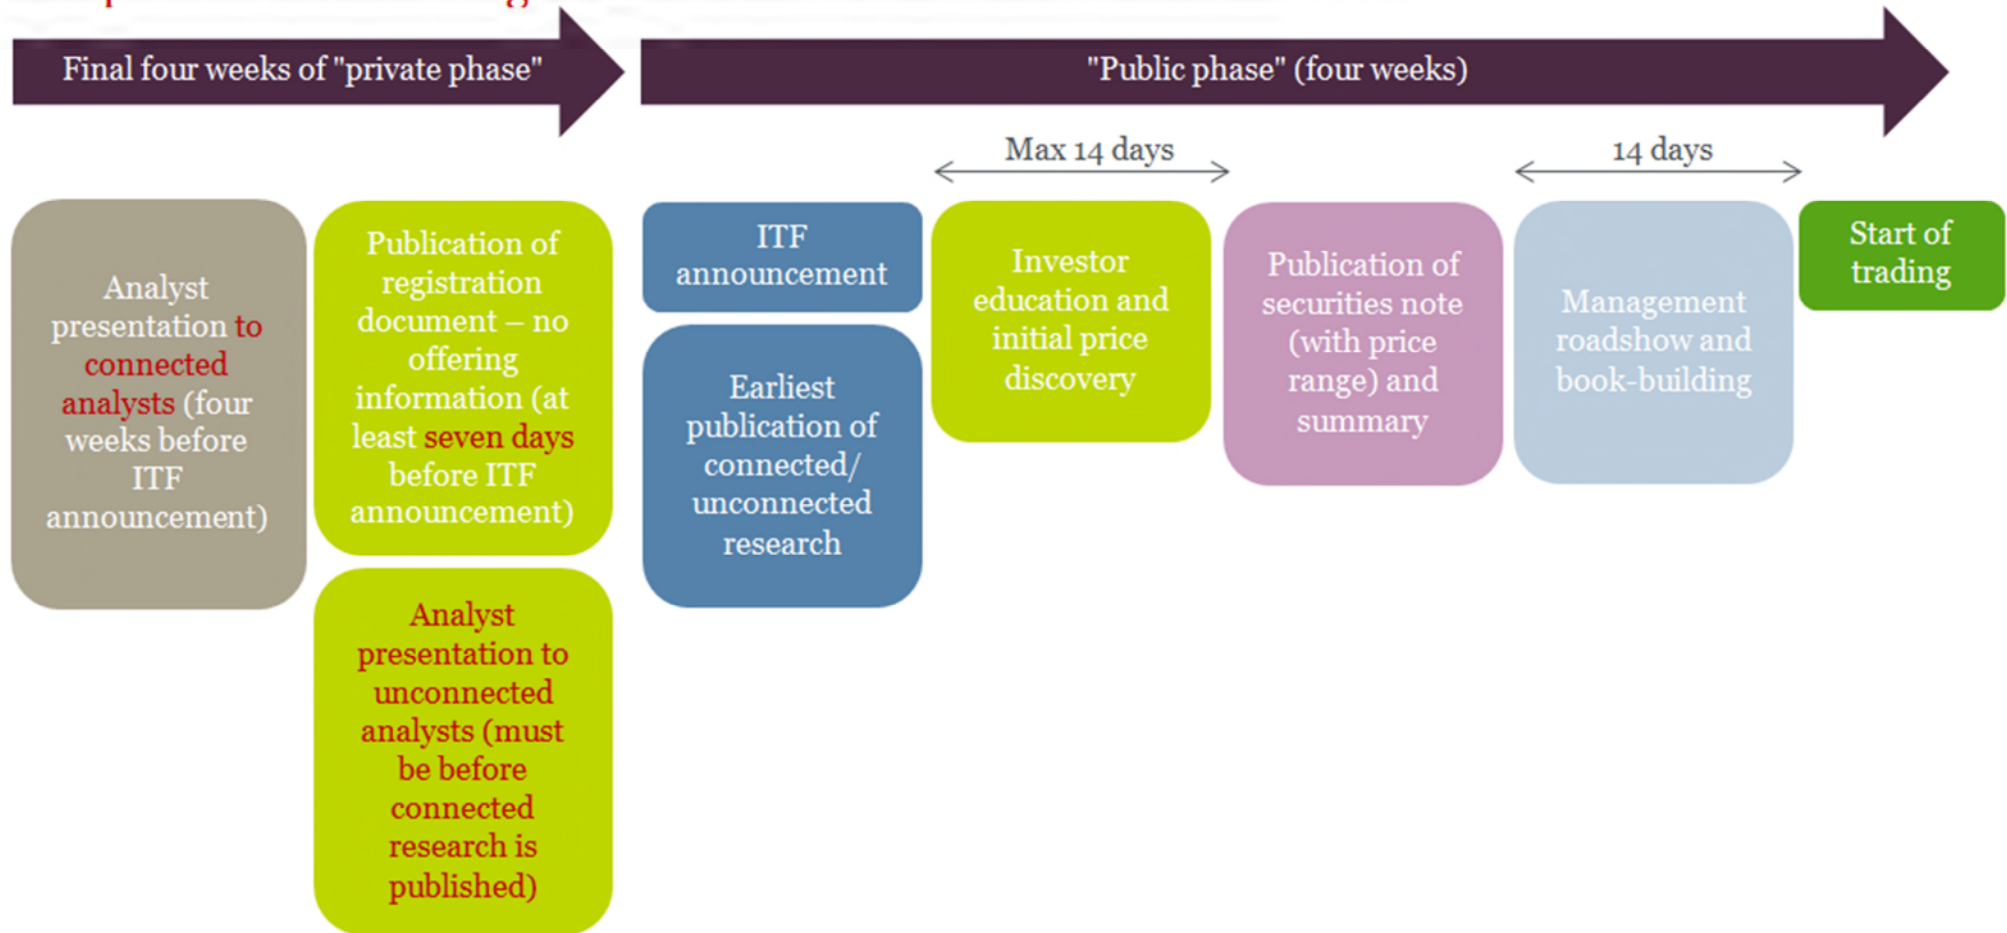 Final four weeks of "private phase"
"Public phase" (four weeks)
Max 14 days
14 days
Analyst
presentation to
connected
analysts (four
weeks before
ITF
announcement)
Publication of
registration
document – no
offering
information (at
least seven days
before ITF
announcement)
Analyst
presentation to
unconnected
analysts (must
be before
connected
research is
published)
ITF
announcement
Earliest
publication of
connected/
unconnected
research
Investor
education and
initial price
discovery
Publication of
securities note
(with price
range) and
summary
Management
roadshow and
book-building
Start of
trading